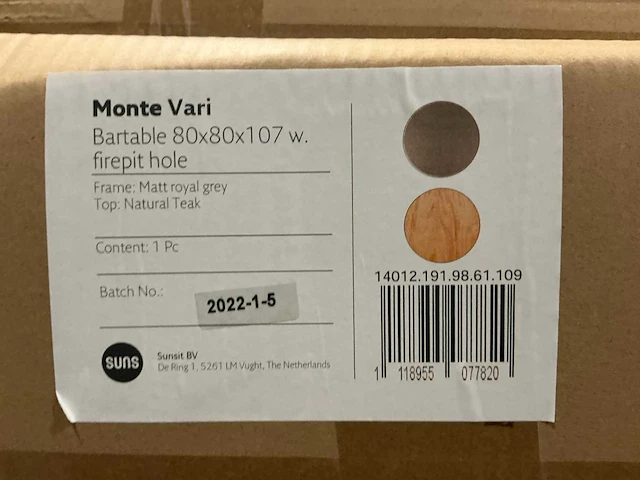 Monte Vari
Bartable 80x80x107 w.
firepit hole
Frame: Matt royal grey
Top: Natural Teak
Content: 1 Pc
Batch No.:
2022-1-5
suns
Sunsit BV
De Ring 1, 5261 LM Vught, The Netherlands
14012.191.98.61.109
1 118955 077820